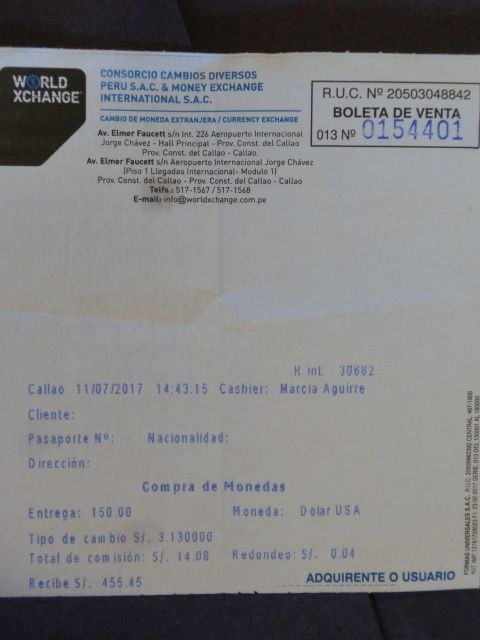 WORLD
XCHANGE
CONSORCIO CAMBIOS DIVERSOS
PERU S.A.C. & MONEY EXCHANGE
INTERNATIONAL S.A.C.
CAMBIO DE MONEDA EXTRANJERA / CURRENCY EXCHANGE
Av. Elmer Faucett s/n Int. 226 Aeropuerto Internacional
Jorge Chávez - Hall Principal - Prov. Const. del Callao
Prov. Const. del Callao - Callao.
Av. Elmer Faucett s/n Aeropuerto Internacional Jorge Chávez
(Piso 1 Llegadas Internacional- Modulo 1)
Prov. Const. del Callao - Prov. Const. del Callao - Callao
Telfs.: 517-1567 / 517-1568
E-mail: info@worldxchange.com.pe
R.U.C. Nº 20503048842
BOLETA DE VENTA
013 Nº 0154401
R int: 30682
Callao 11/07/2017 14:43:15 Cashier: Marcia Aguirre
Cliente:
Pasaporte Nº: Nacionalidad:
Dirección:
Compra de Monedas
Entrega: 150.00 Moneda: Dolar USA
Tipo de cambio S/. 3.130000
Total de comisión: S/. 14.08 Redondeo: S/. 0.04
Recibe S/. 455.45
ADQUIRENTE O USUARIO
FORMAS UNIVERSALES S.A.C.